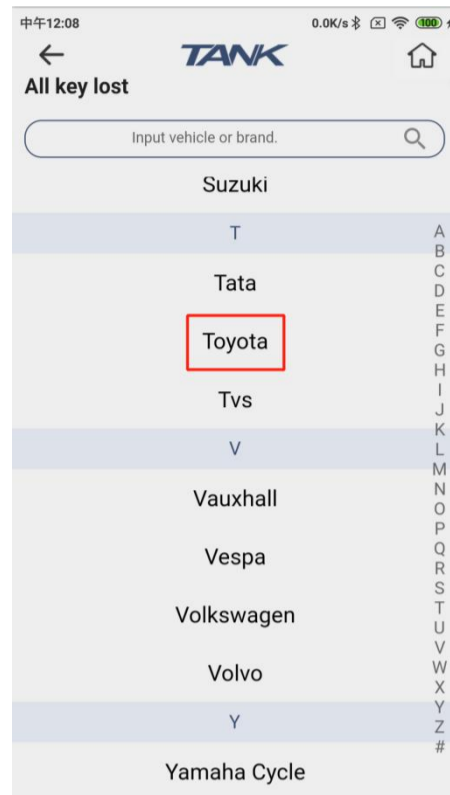 中午12:08 0.0K/s 100
TANK
All key lost
Input vehicle or brand.
Suzuki
T
Tata
Toyota
Tvs
V
Vauxhall
Vespa
Volkswagen
Volvo
Y
Yamaha Cycle
A
B
C
D
E
F
G
H
I
J
K
L
M
N
O
P
Q
R
S
T
U
V
W
X
Y
Z
#